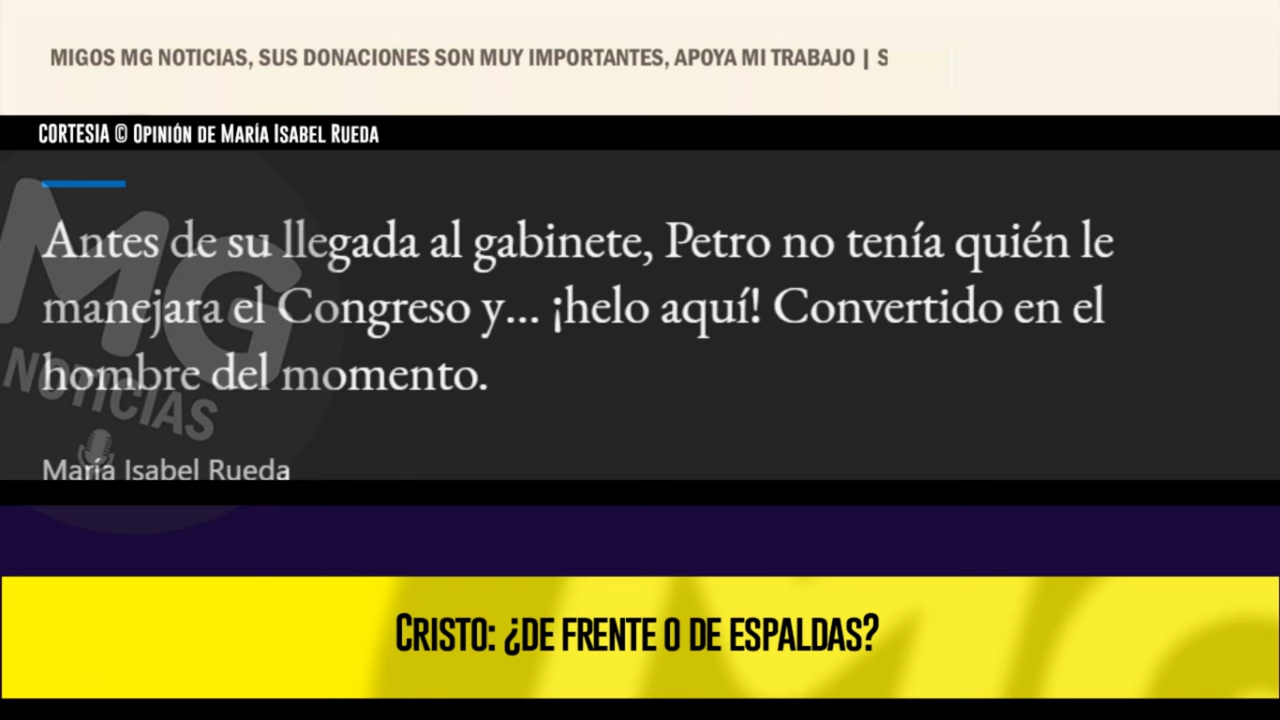 MIGOS MG NOTICIAS, SUS DONACIONES SON MUY IMPORTANTES, APOYA MI TRABAJO | S
CORTESIA © OPINIÓN DE MARÍA ISABEL RUEDA
Antes de su llegada al gabinete, Petro no tenía quién le
manejara el Congreso y... ¡helo aquí! Convertido en el
hombre del momento.
MG
NOTICIAS
María Isabel Rueda
CRISTO: ¿DE FRENTE O DE ESPALDAS?